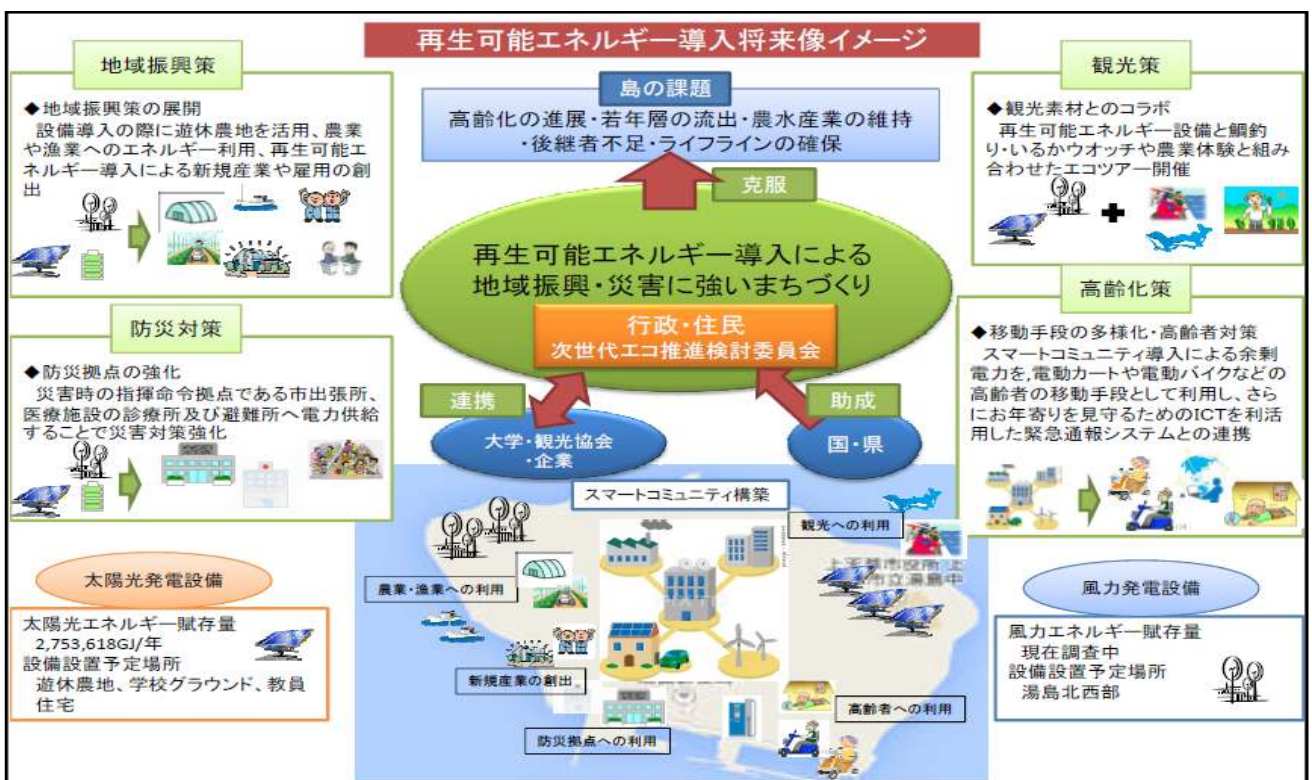 再生可能エネルギー導入将来像イメージ
地域振興策
◆地域振興策の展開
設備導入の際に遊休農地を活用、農業
や漁業へのエネルギー利用、再生可能エ
ネルギー導入による新規産業や雇用の創
出
島の課題
高齢化の進展・若年層の流出・農水産業の維持
・後継者不足・ライフラインの確保
克服
再生可能エネルギー導入による
地域振興・災害に強いまちづくり
行政・住民
次世代エコ推進検討委員会
連携
助成
大学・観光協会
・企業
国・県
観光策
◆観光素材とのコラボ
再生可能エネルギー設備と鯛釣
り・いるかウオッチや農業体験と組み
合わせたエコツアー開催
防災対策
◆防災拠点の強化
災害時の指揮命令拠点である市出張所、
医療施設の診療所及び避難所へ電力供給
することで災害対策強化
高齢化策
◆移動手段の多様化・高齢者対策
スマートコミュニティ導入による余剰
電力を,電動カートや電動バイクなどの
高齢者の移動手段として利用し、さら
にお年寄りを見守るためのICTを利活
用した緊急通報システムとの連携
太陽光発電設備
太陽光エネルギー賦存量
2,753,618GJ/年
設備設置予定場所
遊休農地、学校グラウンド、教員
住宅
スマートコミュニティ構築
観光への利用
農業・漁業への利用
新規産業の創出
防災拠点への利用
高齢者への利用
風力発電設備
風力エネルギー賦存量
現在調査中
設備設置予定場所
湯島北西部